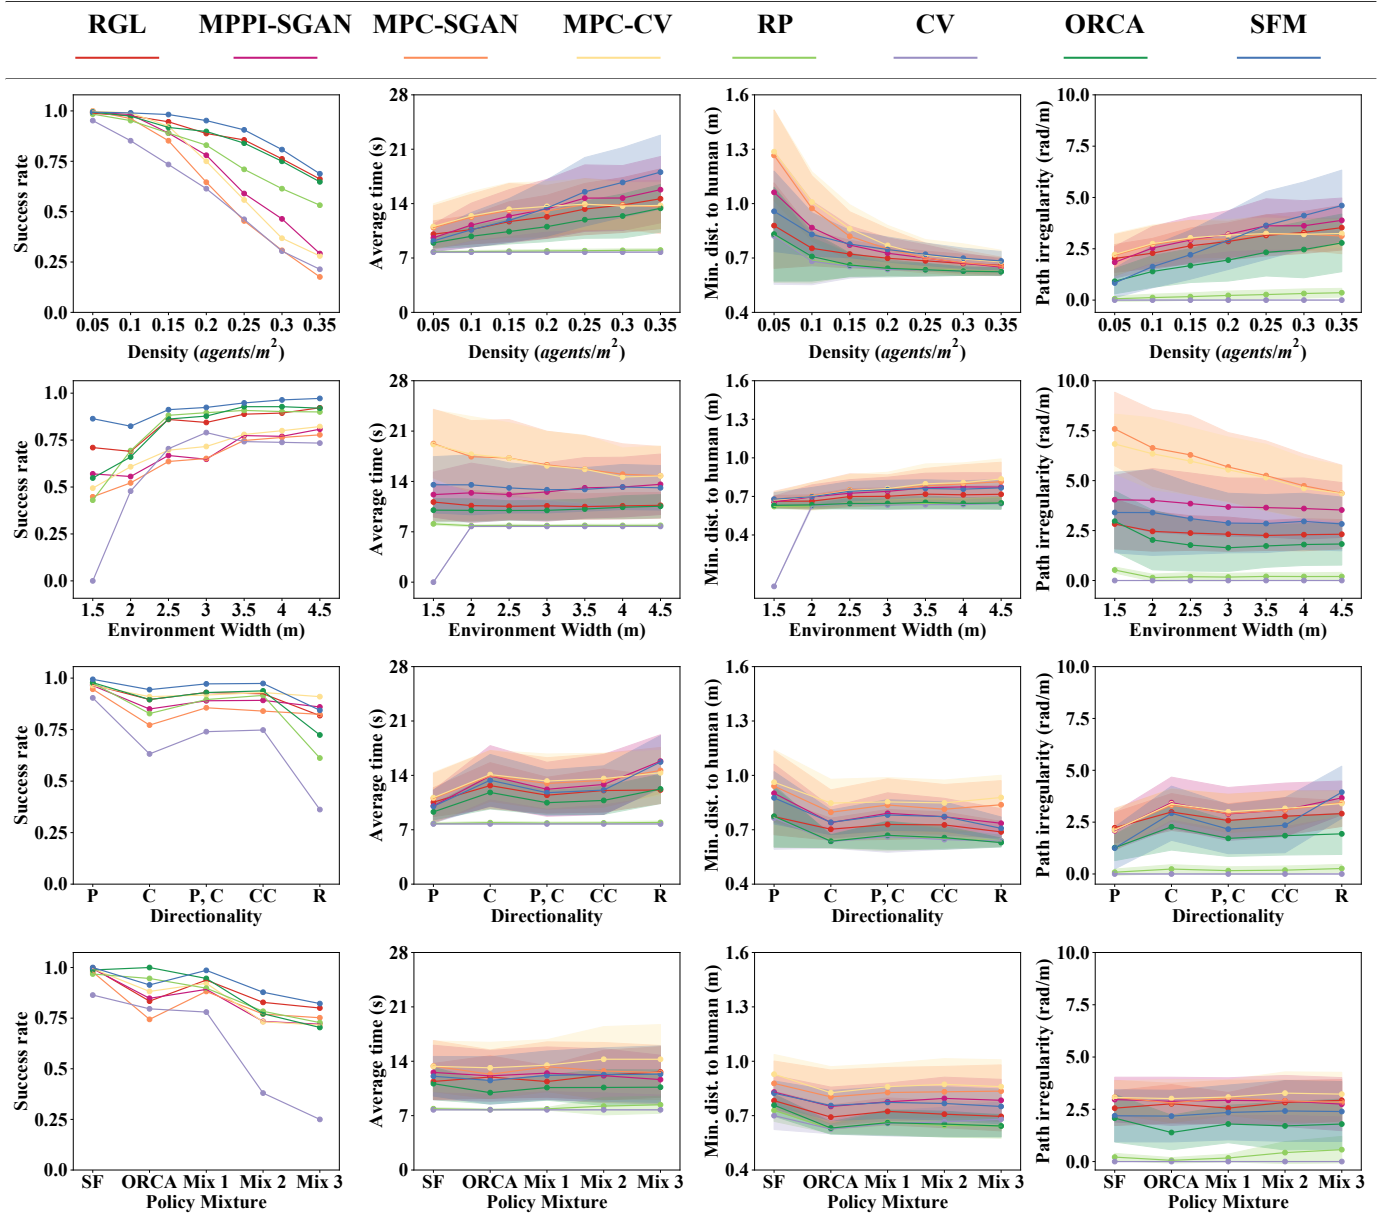 RGL MPPI-SGAN MPC-SGAN MPC-CV RP CV ORCA SFM
Success rate
1.0
0.75
0.5
0.25
0.0
0.05 0.1 0.15 0.2 0.25 0.3 0.35
Density (agents/m²)
Average time (s)
28
21
14
7
0
0.05 0.1 0.15 0.2 0.25 0.3 0.35
Density (agents/m²)
Min. dist. to human (m)
1.6
1.3
1.0
0.7
0.4
0.05 0.1 0.15 0.2 0.25 0.3 0.35
Density (agents/m²)
Path irregularity (rad/m)
10.0
7.5
5.0
2.5
0.0
0.05 0.1 0.15 0.2 0.25 0.3 0.35
Density (agents/m²)
Success rate
1.0
0.75
0.5
0.25
0.0
1.5 2 2.5 3 3.5 4 4.5
Environment Width (m)
Average time (s)
28
21
14
7
0
1.5 2 2.5 3 3.5 4 4.5
Environment Width (m)
Min. dist. to human (m)
1.6
1.3
1.0
0.7
0.4
1.5 2 2.5 3 3.5 4 4.5
Environment Width (m)
Path irregularity (rad/m)
10.0
7.5
5.0
2.5
0.0
1.5 2 2.5 3 3.5 4 4.5
Environment Width (m)
Success rate
1.0
0.75
0.5
0.25
0.0
P C P, C CC R
Directionality
Average time (s)
28
21
14
7
0
P C P, C CC R
Directionality
Min. dist. to human (m)
1.6
1.3
1.0
0.7
0.4
P C P, C CC R
Directionality
Path irregularity (rad/m)
10.0
7.5
5.0
2.5
0.0
P C P, C CC R
Directionality
Success rate
1.0
0.75
0.5
0.25
0.0
SF ORCA Mix 1 Mix 2 Mix 3
Policy Mixture
Average time (s)
28
21
14
7
0
SF ORCA Mix 1 Mix 2 Mix 3
Policy Mixture
Min. dist. to human (m)
1.6
1.3
1.0
0.7
0.4
SF ORCA Mix 1 Mix 2 Mix 3
Policy Mixture
Path irregularity (rad/m)
10.0
7.5
5.0
2.5
0.0
SF ORCA Mix 1 Mix 2 Mix 3
Policy Mixture